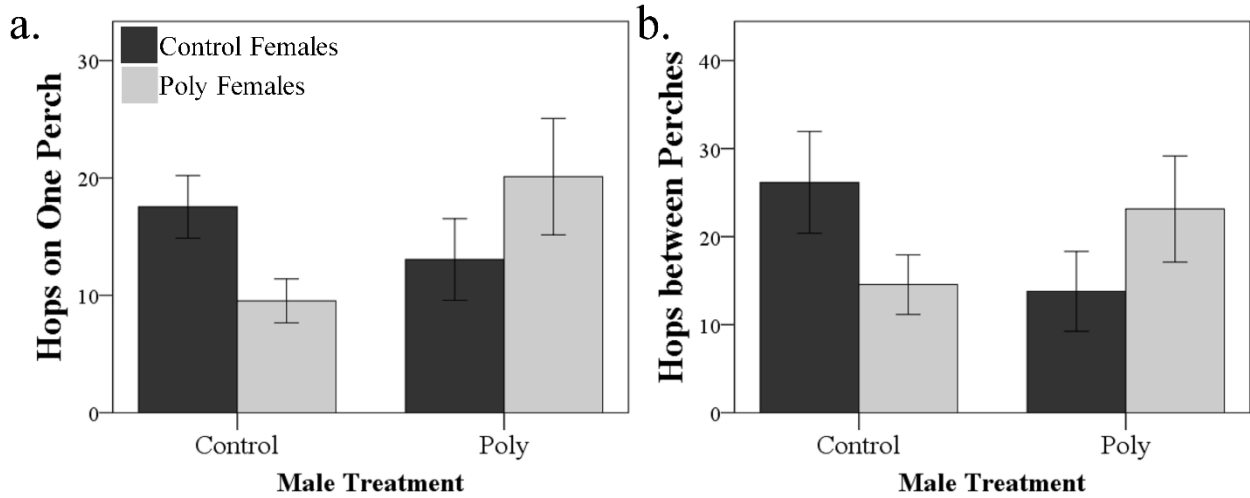 a.
Hops on One Perch
30
20
10
0
Control Females
Poly Females
Control
Poly
Male Treatment
b.
Hops between Perches
40
30
20
10
0
Control
Poly
Male Treatment